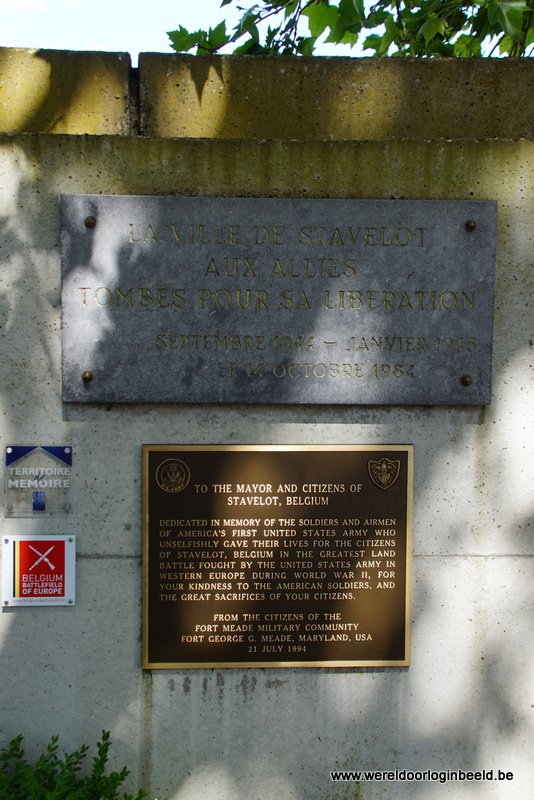 LA VILLE DE STAVELOT
AUX ALLIES
TOMBES POUR SA LIBERATION
SEPTEMBRE 1944 - JANVIER 1945
LE 14 OCTOBRE 1984
TERRITOIRE
DE
MEMOIRE
BELGIUM
BATTLEFIELD
OF EUROPE
TO THE MAYOR AND CITIZENS OF
STAVELOT, BELGIUM
DEDICATED IN MEMORY OF THE SOLDIERS AND AIRMEN
OF AMERICA'S FIRST UNITED STATES ARMY WHO
UNSELFISHLY GAVE THEIR LIVES FOR THE CITIZENS
OF STAVELOT, BELGIUM IN THE GREATEST LAND
BATTLE FOUGHT BY THE UNITED STATES ARMY IN
WESTERN EUROPE DURING WORLD WAR II, FOR
YOUR KINDNESS TO THE AMERICAN SOLDIERS, AND
THE GREAT SACRIFICES OF YOUR CITIZENS.
FROM THE CITIZENS OF THE
FORT MEADE MILITARY COMMUNITY
FORT GEORGE G. MEADE, MARYLAND, USA
21 JULY 1994
www.wereldoorloginbeeld.be